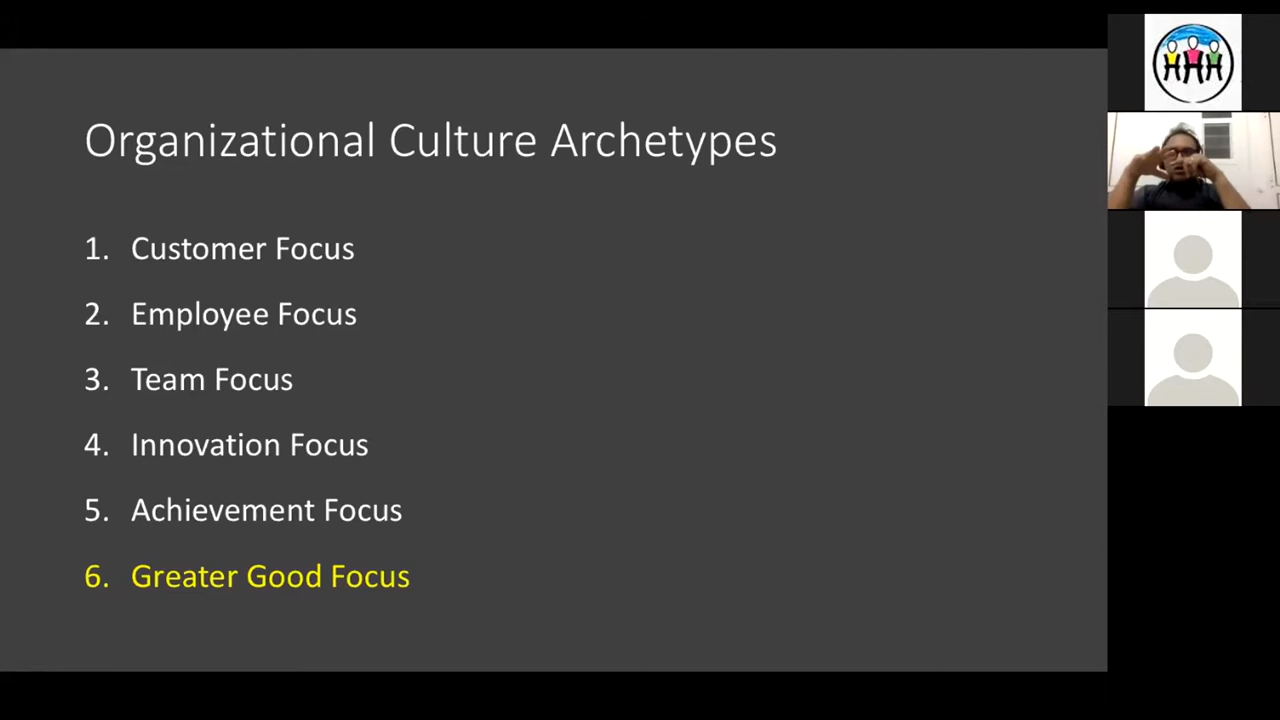 Organizational Culture Archetypes
1. Customer Focus
2. Employee Focus
3. Team Focus
4. Innovation Focus
5. Achievement Focus
6. Greater Good Focus